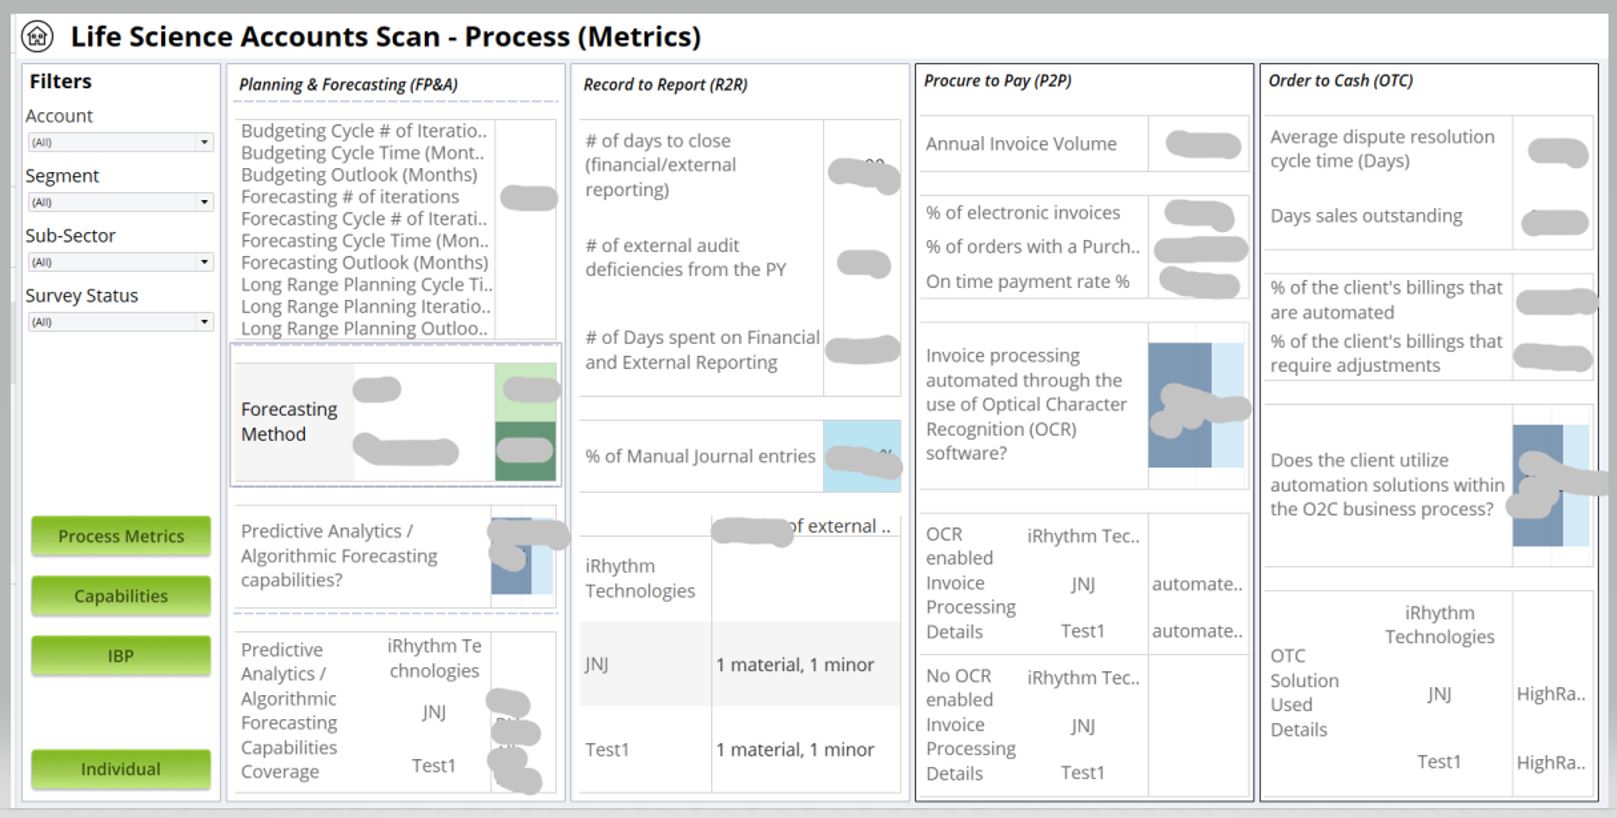 Life Science Accounts Scan - Process (Metrics)
Filters
Account
(All)
Segment
(All)
Sub-Sector
(All)
Survey Status
(All)
Process Metrics
Capabilities
IBP
Individual
Planning & Forecasting (FP&A)
Budgeting Cycle # of Iteratio..
Budgeting Cycle Time (Mont..
Budgeting Outlook (Months)
Forecasting # of iterations
Forecasting Cycle # of Iterati..
Forecasting Cycle Time (Mon..
Forecasting Outlook (Months)
Long Range Planning Cycle Ti..
Long Range Planning Iteratio..
Long Range Planning Outloo..
Forecasting
Method
Predictive Analytics /
Algorithmic Forecasting
capabilities?
Predictive
Analytics /
Algorithmic
Forecasting
Capabilities
Coverage
iRhythm Te
chnologies
JNJ
Test1
Record to Report (R2R)
# of days to close
(financial/external
reporting)
# of external audit
deficiencies from the PY
# of Days spent on Financial
and External Reporting
% of Manual Journal entries
of external ..
iRhythm
Technologies
JNJ
1 material, 1 minor
Test1
1 material, 1 minor
Procure to Pay (P2P)
Annual Invoice Volume
% of electronic invoices
% of orders with a Purch..
On time payment rate %
Invoice processing
automated through the
use of Optical Character
Recognition (OCR)
software?
OCR
enabled
Invoice
Processing
Details
iRhythm Tec..
JNJ
automate..
Test1
automate..
No OCR
enabled
Invoice
Processing
Details
iRhythm Tec..
JNJ
Test1
Order to Cash (OTC)
Average dispute resolution
cycle time (Days)
Days sales outstanding
% of the client's billings that
are automated
% of the client's billings that
require adjustments
Does the client utilize
automation solutions within
the O2C business process?
OTC
Solution
Used
Details
iRhythm
Technologies
JNJ
HighRa..
Test1
HighRa..